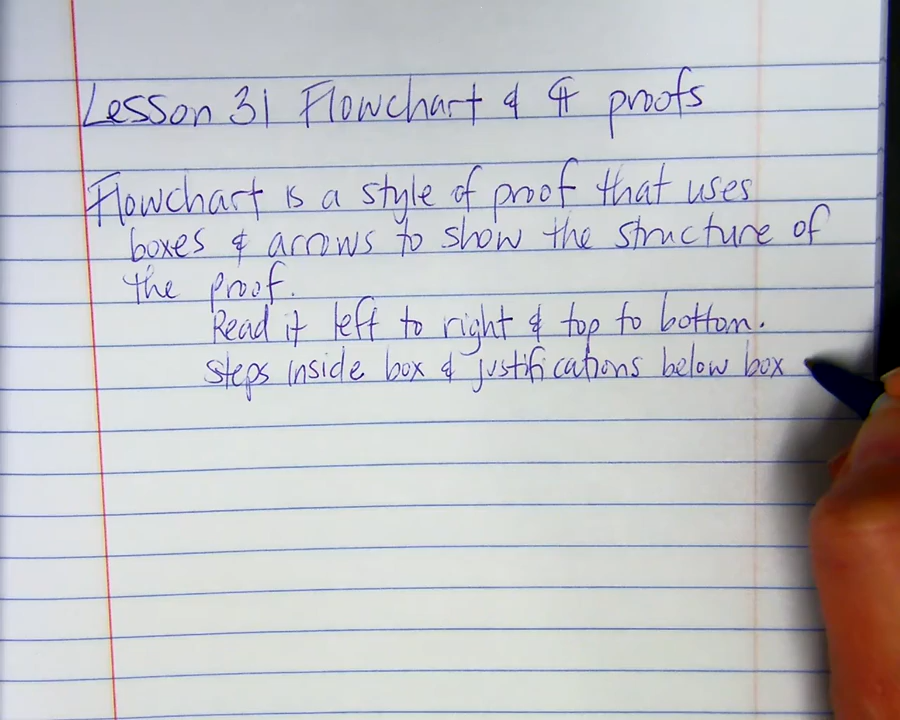 Lesson 31 Flowchart & ¶ proofs
Flowchart is a style of proof that uses
boxes & arrows to show the structure of
the proof.
Read it left to right & top to bottom.
Steps inside box & justifications below box